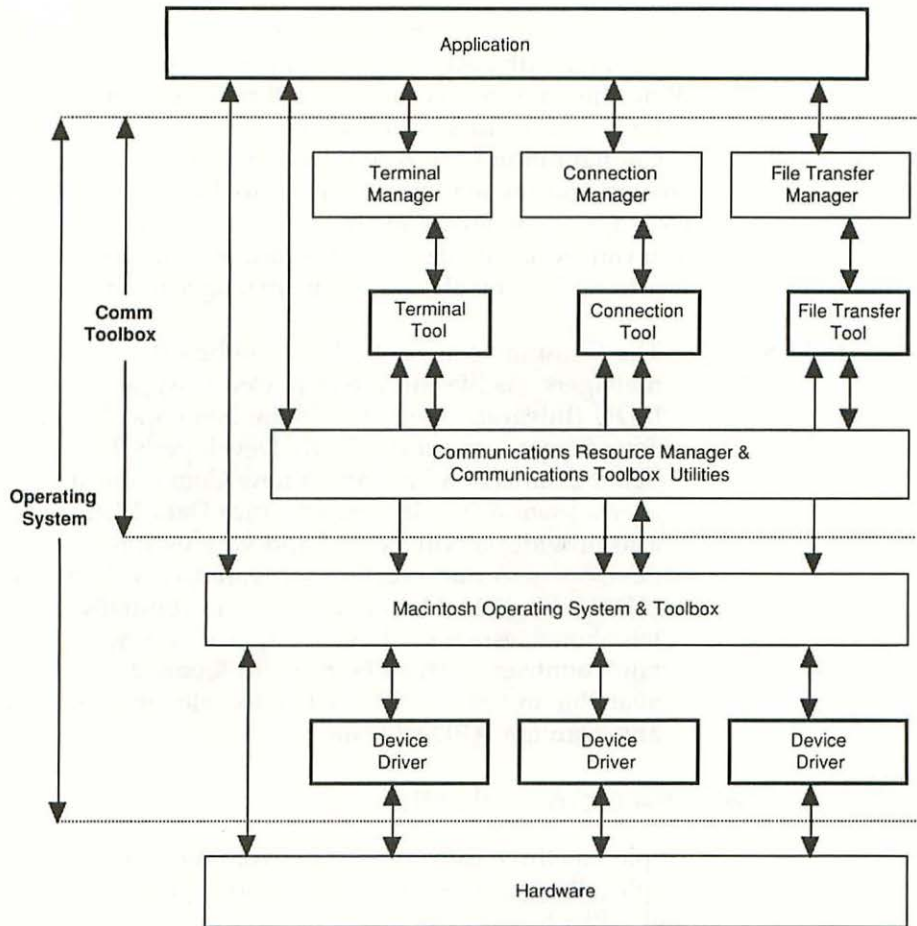 Application
Terminal
Manager
Connection
Manager
File Transfer
Manager
Comm
Toolbox
Terminal Tool
Connection
Tool
File Transfer
Tool
Communications Resource Manager &
Communications Toolbox Utilities
Operating
System
Macintosh Operating System & Toolbox
Device
Driver
Device
Driver
Device
Driver
Hardware